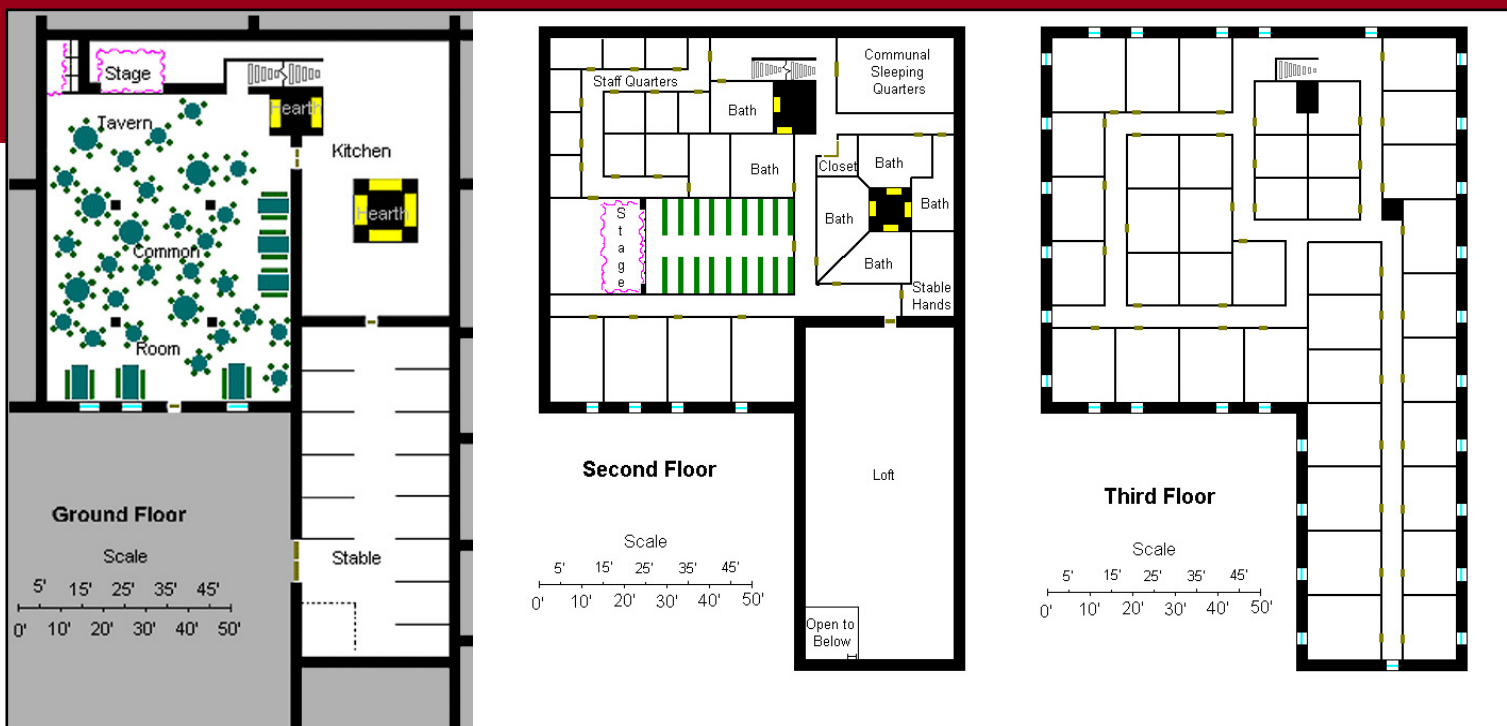 Stage
Hearth
Tavern
Kitchen
Hearth
Common
Room
Ground Floor
Scale
5' 15' 25' 35' 45'
0' 10' 20' 30' 40' 50'
Stable
Staff Quarters
Communal
Sleeping
Quarters
Bath
Bath
Closet
Bath
S
t
a
g
e
Bath
Bath
Bath
Stable
Hands
Second Floor
Loft
Scale
5' 15' 25' 35' 45'
0' 10' 20' 30' 40' 50'
Open to
Below
Third Floor
Scale
5' 15' 25' 35' 45'
0' 10' 20' 30' 40' 50'